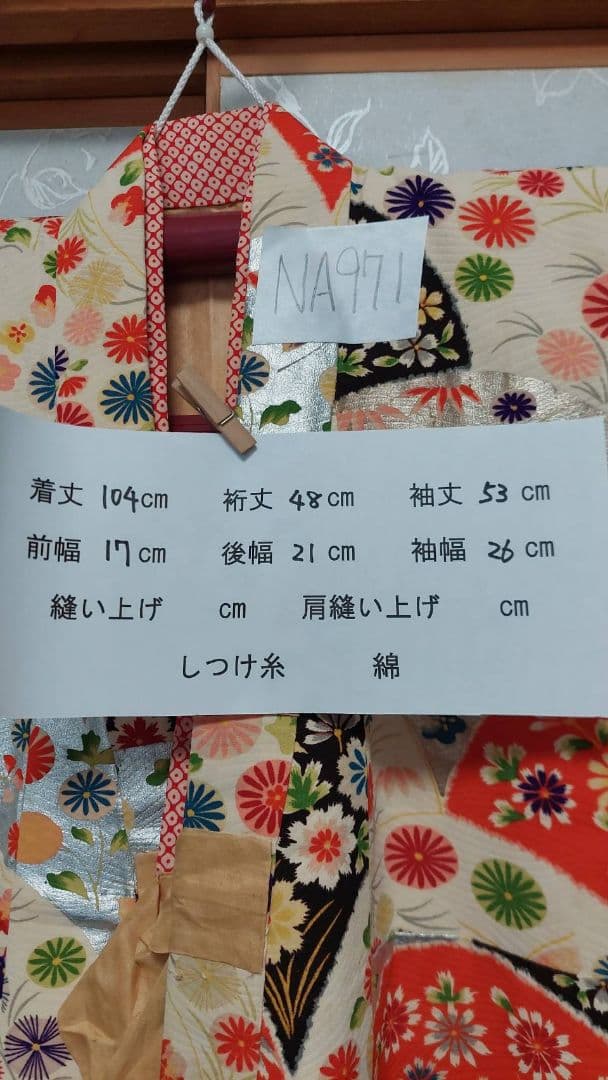 NA971
着丈 104cm 裄丈 48cm 袖丈 53cm
前幅 17cm 後幅 21cm 袖幅 26cm
縫い上げ cm 肩縫い上げ cm
しつけ糸 綿